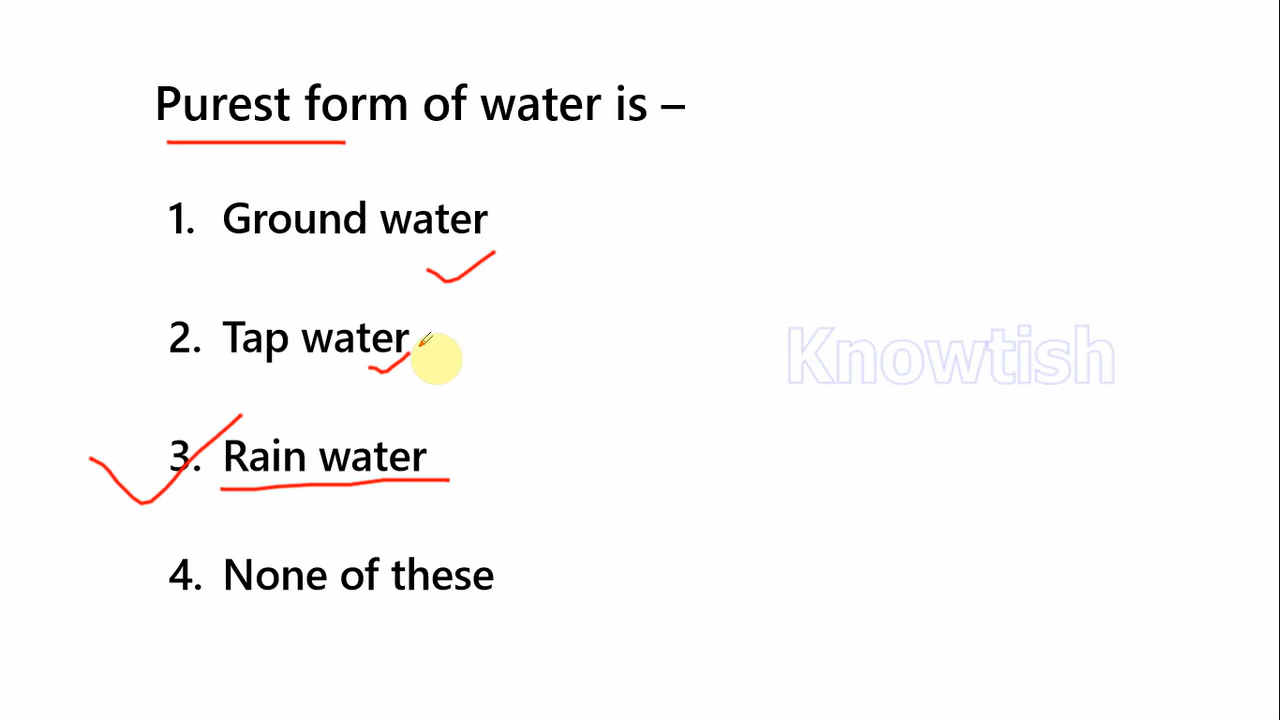 Purest form of water is –
1. Ground water
2. Tap water
Knowtish
3. Rain water
4. None of these